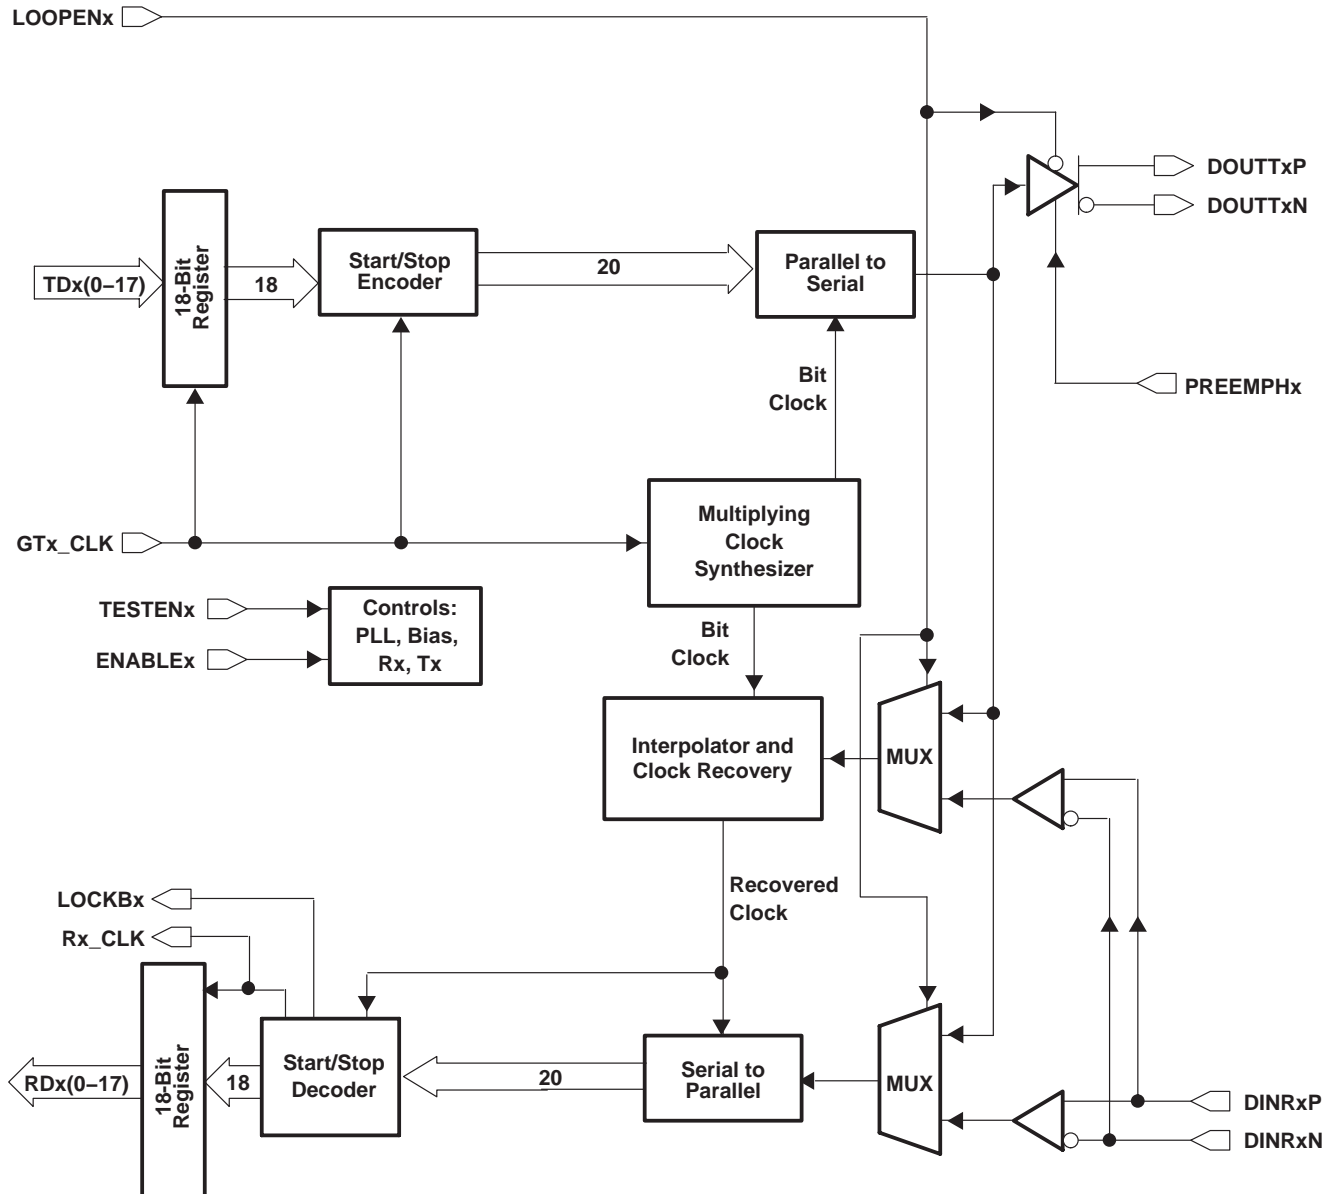 LOOPENx
DOUTTxP
DOUTTxN
TDx(0–17)
18-Bit
Register
18
Start/Stop
Encoder
20
Parallel to
Serial
Bit
Clock
PREEMPHx
GTx_CLK
Multiplying
Clock
Synthesizer
TESTENx
ENABLEx
Controls:
PLL, Bias,
Rx, Tx
Bit
Clock
Interpolator and
Clock Recovery
MUX
Recovered
Clock
LOCKBx
Rx_CLK
RDx(0–17)
18-Bit
Register
18
Start/Stop
Decoder
20
Serial to
Parallel
MUX
DINRxP
DINRxN